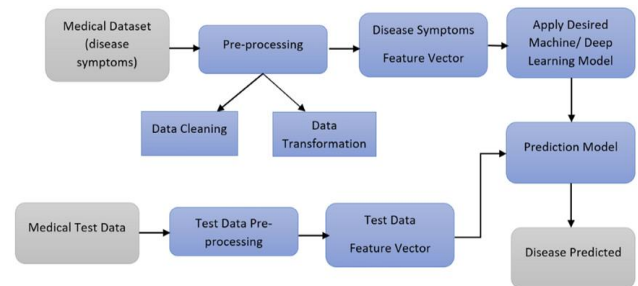 Medical Dataset
(disease
symptoms)
Pre-processing
Disease Symptoms
Feature Vector
Apply Desired
Machine/ Deep
Learning Model
Data Cleaning
Data
Transformation
Prediction Model
Medical Test Data
Test Data Pre-
processing
Test Data
Feature Vector
Disease Predicted